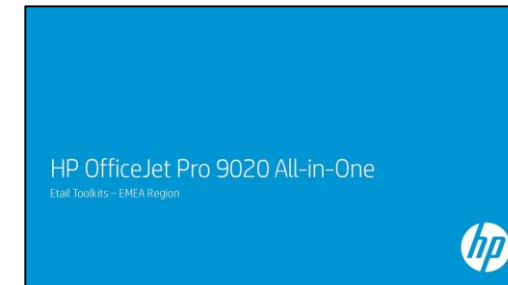 HP OfficeJet Pro 9020 All-in-One
Etail Toolkits – EMEA Region
hp